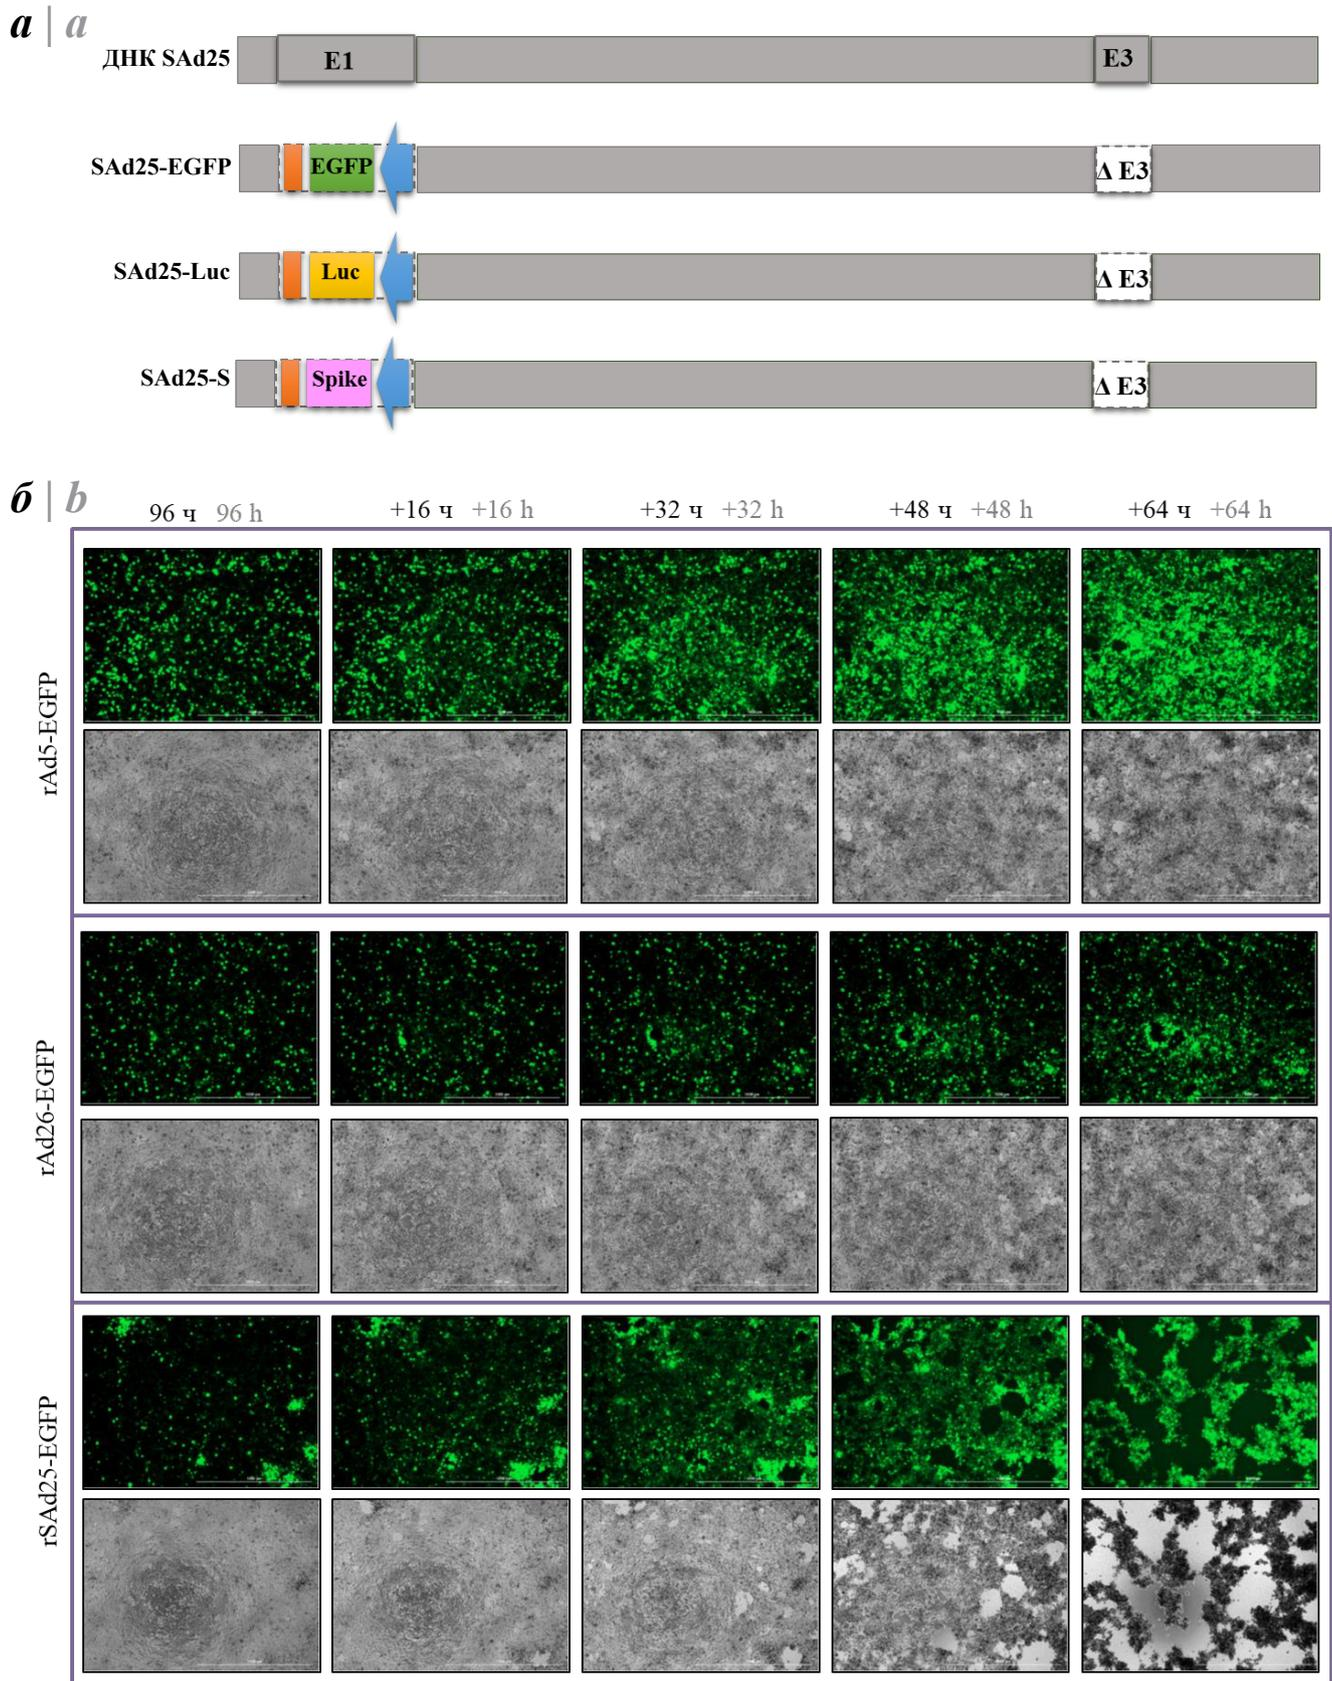 а | a
ДНК SAd25 E1 E3
SAd25-EGFP EGFP Δ E3
SAd25-Luc Luc Δ E3
SAd25-S Spike Δ E3
б | b
96 ч 96 h +16 ч +16 h +32 ч +32 h +48 ч +48 h +64 ч +64 h
rAd5-EGFP
rAd26-EGFP
rSAd25-EGFP